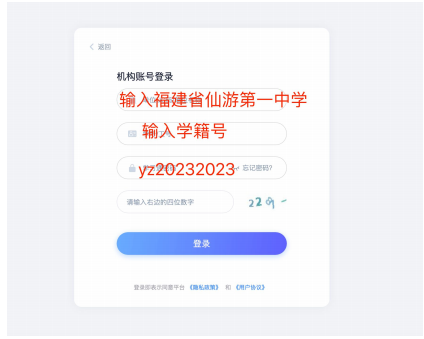 返回
机构账号登录
输入福建省仙游第一中学
输入学籍号
yz20232023
忘记密码?
请输入右边的四位数字
登录
登录即表示同意平台 《隐私政策》 和 《用户协议》